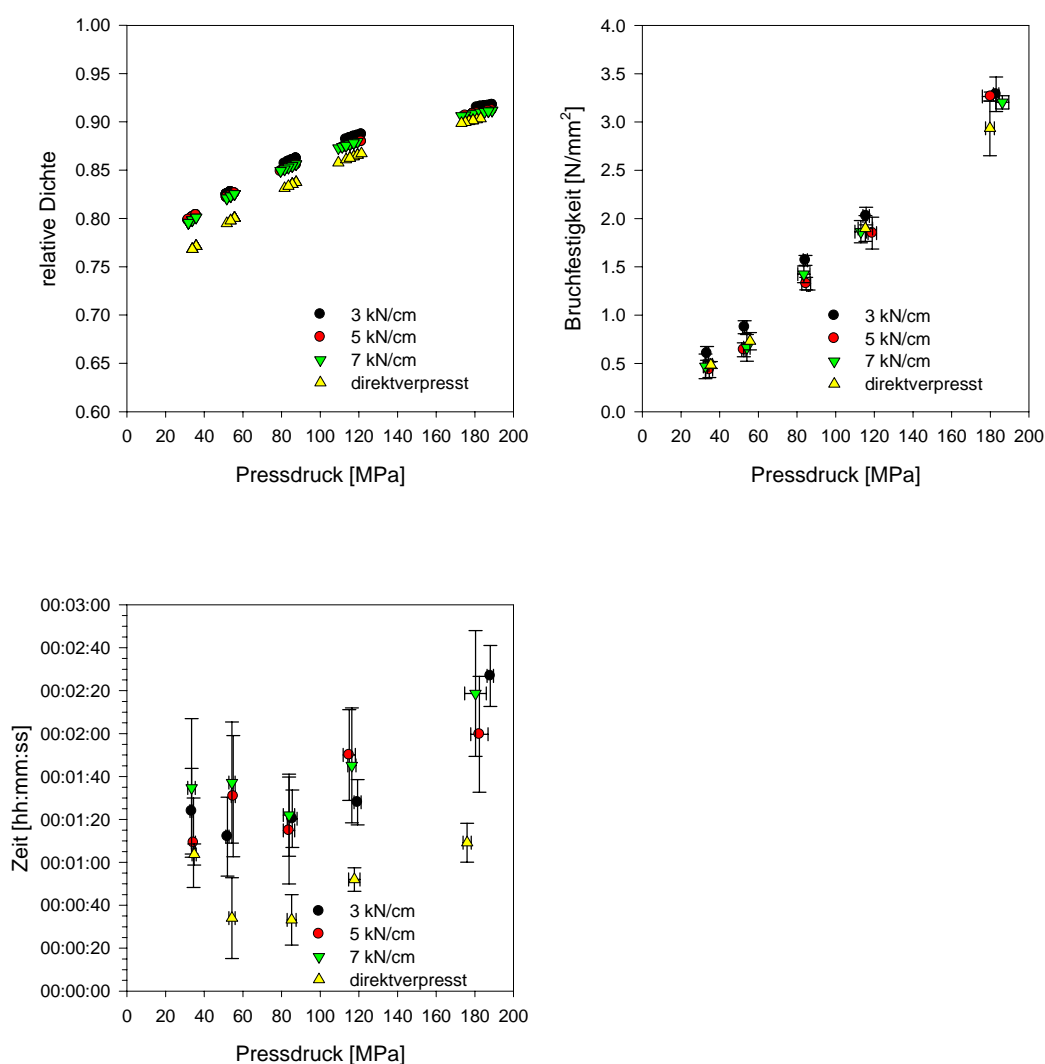 relative Dichte
1.00
0.95
0.90
0.85
0.80
0.75
0.70
0.65
0.60
3 kN/cm
5 kN/cm
7 kN/cm
direktverpresst
0 20 40 60 80 100 120 140 160 180 200
Pressdruck [MPa]
Bruchfestigkeit [N/mm²]
4.0
3.5
3.0
2.5
2.0
1.5
1.0
0.5
0.0
3 kN/cm
5 kN/cm
7 kN/cm
direktverpresst
0 20 40 60 80 100 120 140 160 180 200
Pressdruck [MPa]
Zeit [hh:mm:ss]
00:03:00
00:02:40
00:02:20
00:02:00
00:01:40
00:01:20
00:01:00
00:00:40
00:00:20
00:00:00
3 kN/cm
5 kN/cm
7 kN/cm
direktverpresst
0 20 40 60 80 100 120 140 160 180 200
Pressdruck [MPa]